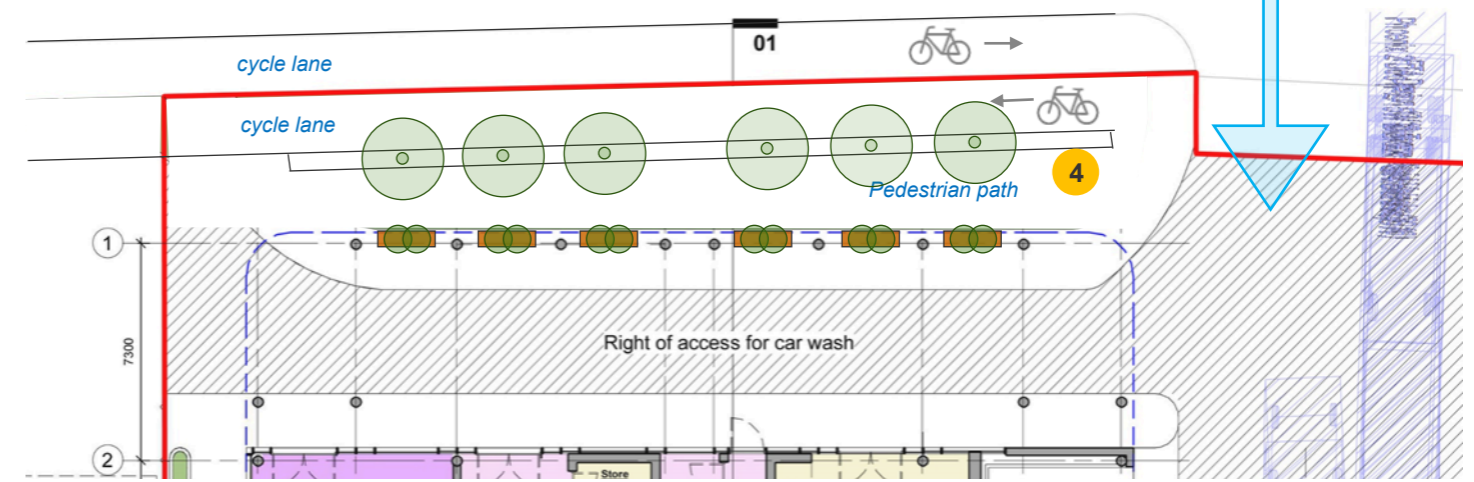 01
cycle lane
cycle lane
4
Pedestrian path
1
Right of access for car wash
7300
2
Store